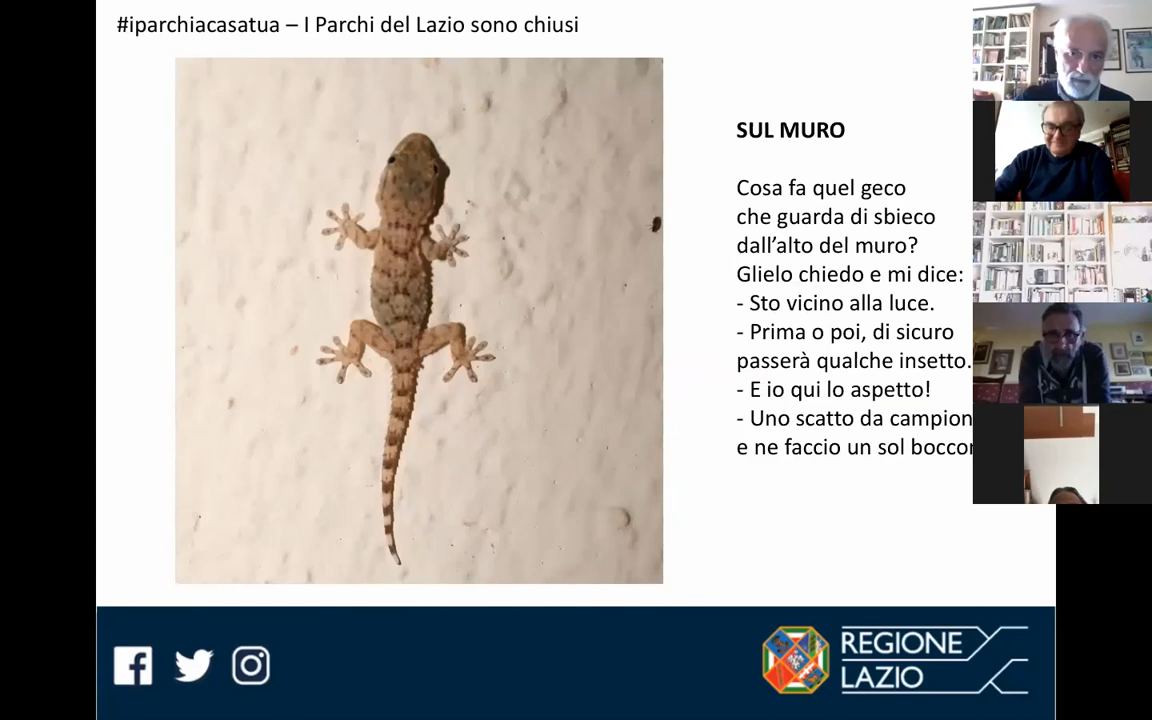 #iparchiacasatua – I Parchi del Lazio sono chiusi
SUL MURO
Cosa fa quel geco
che guarda di sbieco
dall’alto del muro?
Glielo chiedo e mi dice:
- Sto vicino alla luce.
- Prima o poi, di sicuro
passerà qualche insetto.
- E io qui lo aspetto!
- Uno scatto da campion
e ne faccio un sol boccon
REGIONE
LAZIO